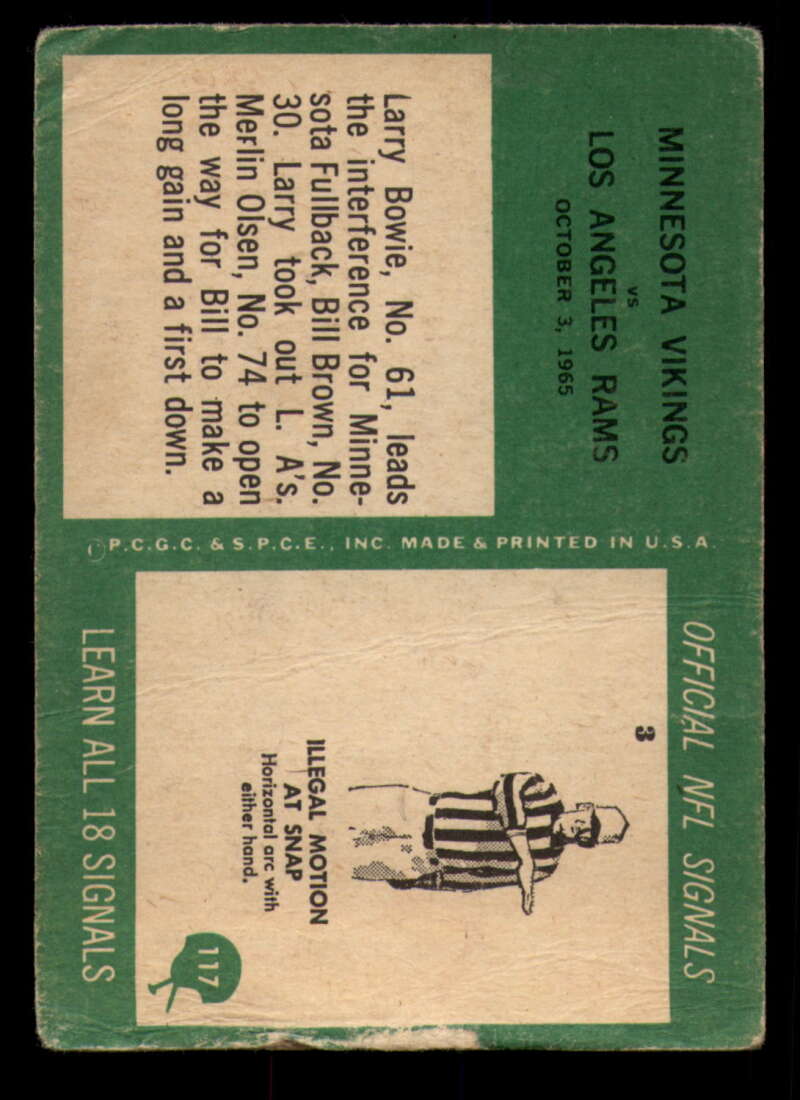 MINNESOTA VIKINGS
vs
LOS ANGELES RAMS
OCTOBER 3, 1965
Larry Bowie, No. 61, leads
the interference for Minne-
sota Fullback, Bill Brown, No.
30. Larry took out L. A's.
Merlin Olsen, No. 74 to open
the way for Bill to make a
long gain and a first down.
©P.C.G.C. & S.P.C.E., INC. MADE & PRINTED IN U.S.A.
OFFICIAL NFL SIGNALS
3
ILLEGAL MOTION
AT SNAP
Horizontal arc with
either hand.
117
LEARN ALL 18 SIGNALS